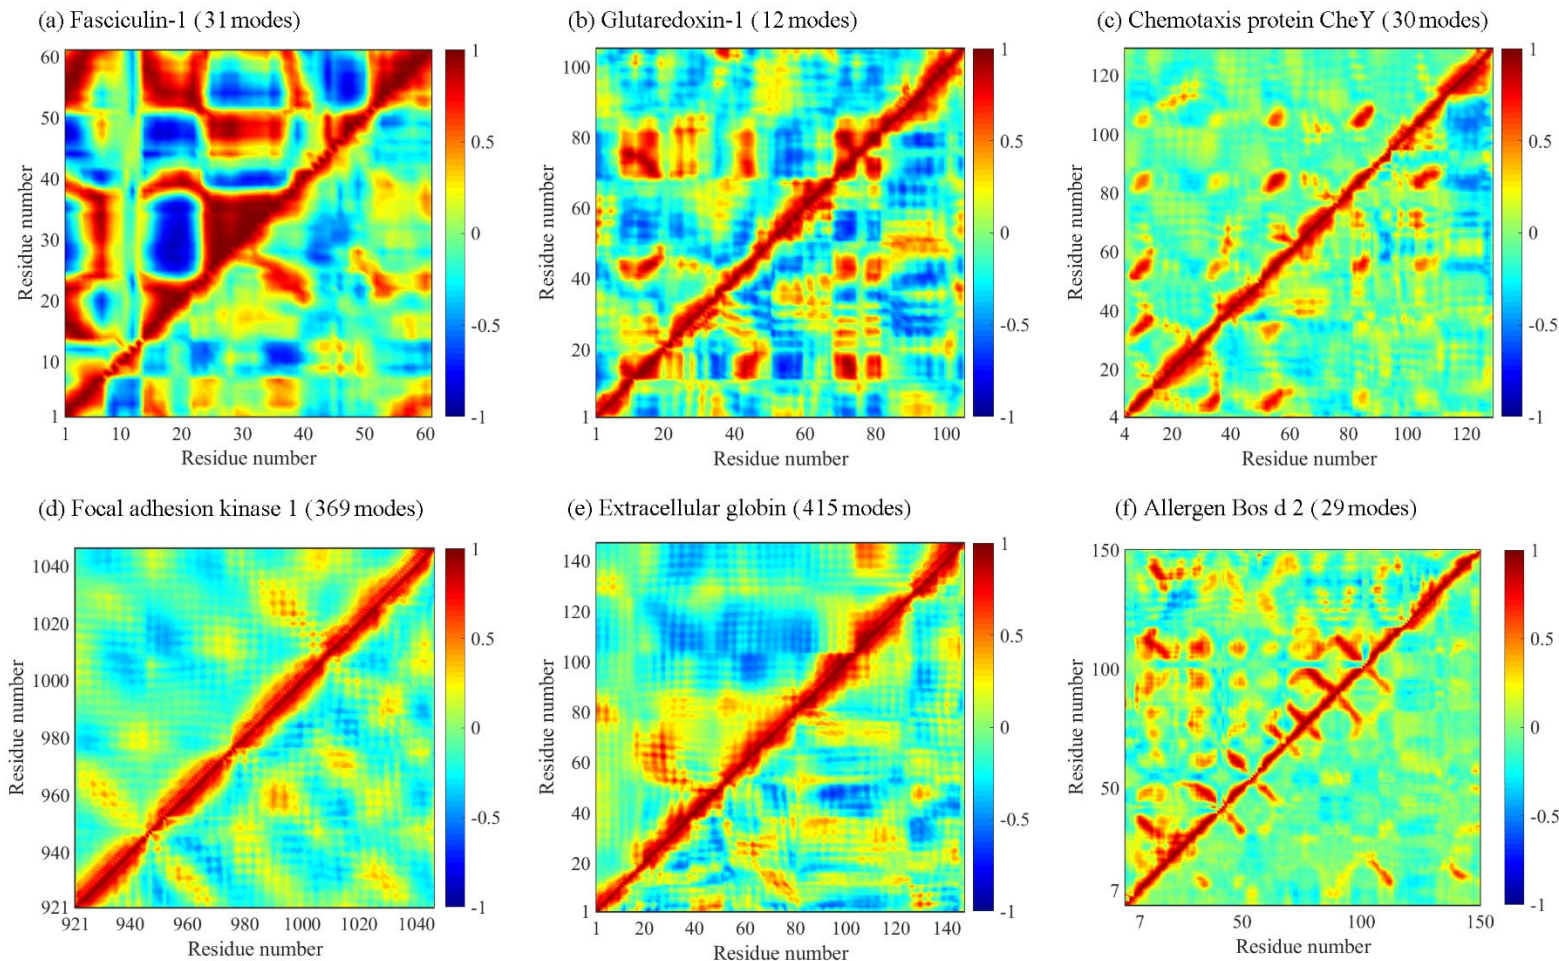 (a) Fasciculin-1 (31 modes)
60
50
40
30
20
10
1
1 10 20 30 40 50 60
Residue number
Residue number
1
0.5
0
-0.5
-1
(b) Glutaredoxin-1 (12 modes)
100
80
60
40
20
1
1 20 40 60 80 100
Residue number
Residue number
1
0.5
0
-0.5
-1
(c) Chemotaxis protein CheY (30 modes)
120
100
80
60
40
20
4
4 20 40 60 80 100 120
Residue number
Residue number
1
0.5
0
-0.5
-1
(d) Focal adhesion kinase 1 (369 modes)
1040
1020
1000
980
960
940
921
921 940 960 980 1000 1020 1040
Residue number
Residue number
1
0.5
0
-0.5
-1
(e) Extracellular globin (415 modes)
140
120
100
80
60
40
20
1
1 20 40 60 80 100 120 140
Residue number
Residue number
1
0.5
0
-0.5
-1
(f) Allergen Bos d 2 (29 modes)
150
100
50
7
7 50 100 150
Residue number
Residue number
1
0.5
0
-0.5
-1